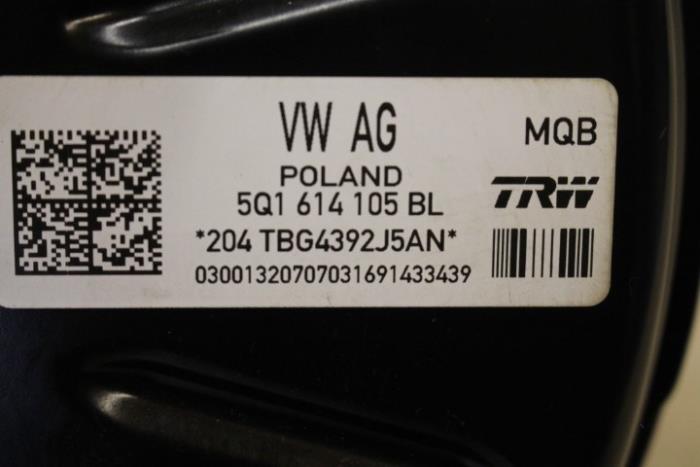 VW AG
MQB
POLAND
TRW
5Q1 614 105 BL
*204 TBG4392J5AN*
03001320707031691433439